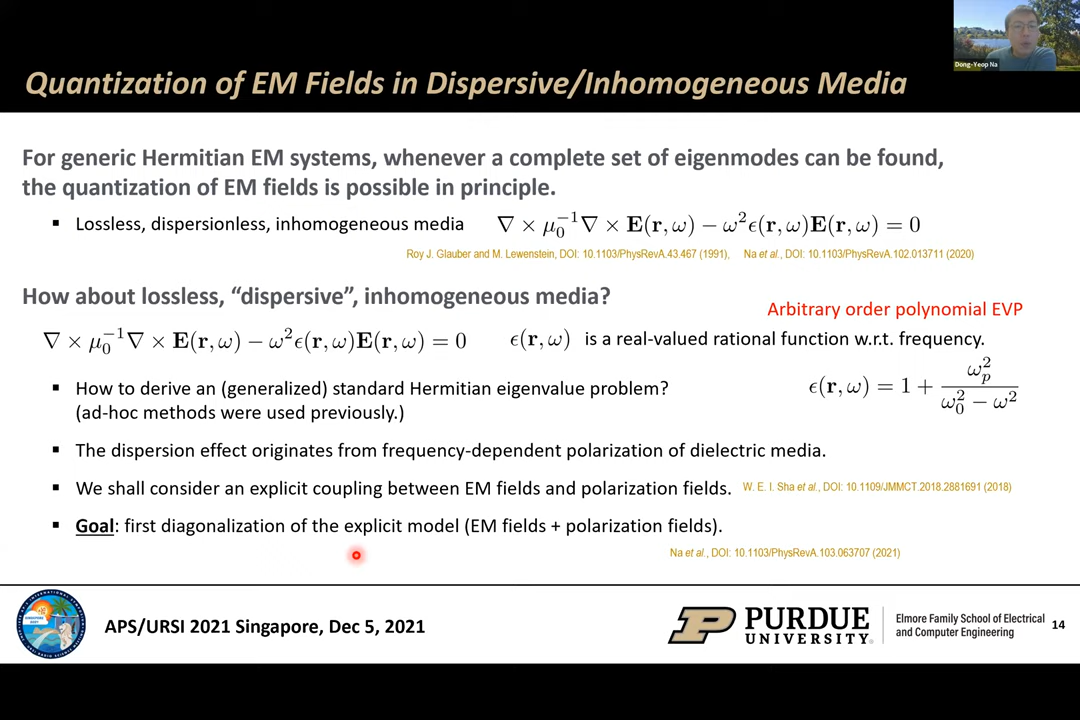 Dong-Yeop Na
Quantization of EM Fields in Dispersive/Inhomogeneous Media
For generic Hermitian EM systems, whenever a complete set of eigenmodes can be found,
the quantization of EM fields is possible in principle.
▪ Lossless, dispersionless, inhomogeneous media ∇ × μ₀⁻¹∇ × E(r, ω) − ω²ϵ(r, ω)E(r, ω) = 0
Roy J. Glauber and M. Lewenstein, DOI: 10.1103/PhysRevA.43.467 (1991), Na et al., DOI: 10.1103/PhysRevA.102.013711 (2020)
How about lossless, “dispersive”, inhomogeneous media?
Arbitrary order polynomial EVP
∇ × μ₀⁻¹∇ × E(r, ω) − ω²ϵ(r, ω)E(r, ω) = 0 ϵ(r, ω) is a real-valued rational function w.r.t. frequency.
ϵ(r, ω) = 1 + ωₚ² / (ω₀² − ω²)
▪ How to derive an (generalized) standard Hermitian eigenvalue problem?
(ad-hoc methods were used previously.)
▪ The dispersion effect originates from frequency-dependent polarization of dielectric media.
▪ We shall consider an explicit coupling between EM fields and polarization fields. W. E. I. Sha et al., DOI: 10.1109/JMMCT.2018.2881691 (2018)
▪ Goal: first diagonalization of the explicit model (EM fields + polarization fields).
Na et al., DOI: 10.1103/PhysRevA.103.063707 (2021)
APS/URSI 2021 Singapore, Dec 5, 2021
PURDUE
UNIVERSITY®
Elmore Family School of Electrical
and Computer Engineering
14